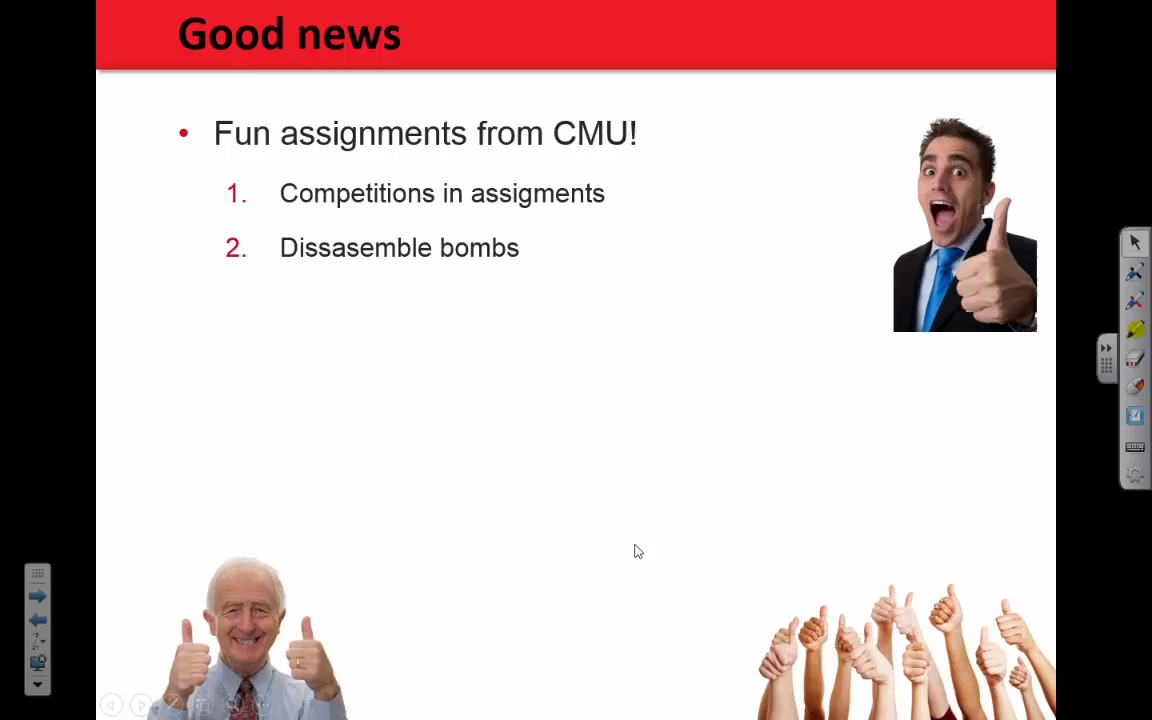 Good news
• Fun assignments from CMU!
1. Competitions in assigments
2. Dissasemble bombs